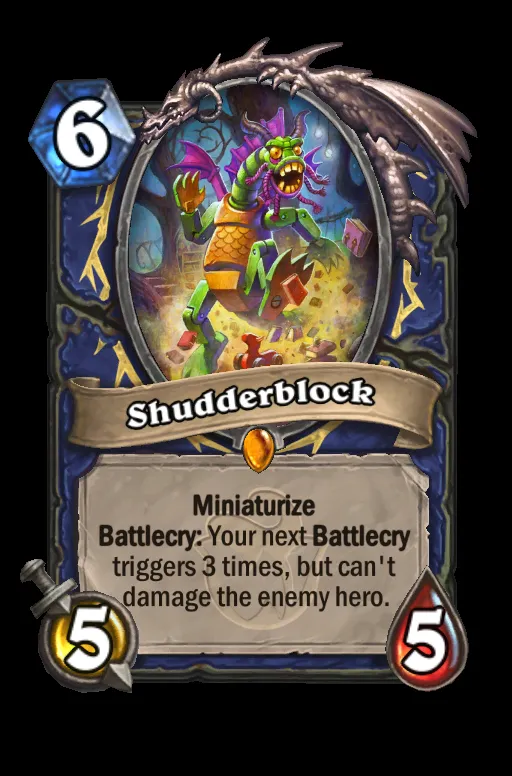 6
Shudderblock
Miniaturize
Battlecry: Your next Battlecry
triggers 3 times, but can't
damage the enemy hero.
5
5